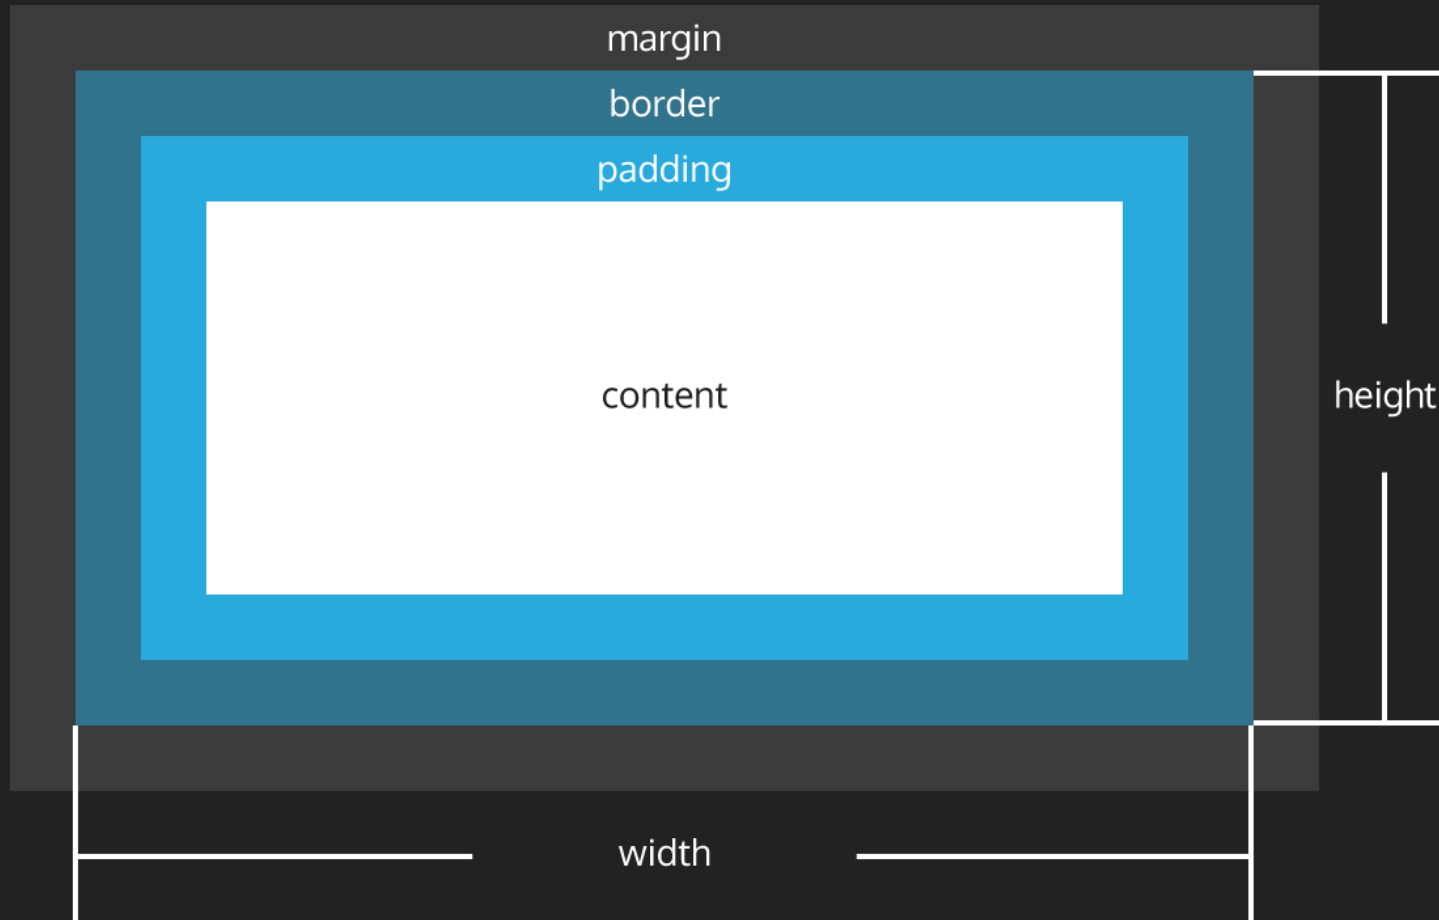 margin
border
padding
content
height
width